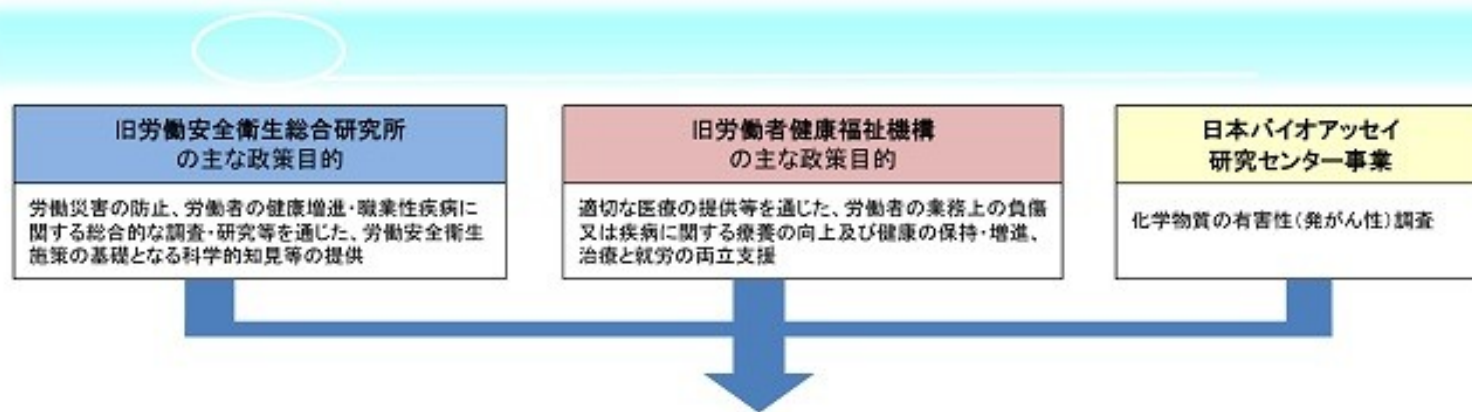 旧労働安全衛生総合研究所
の主な政策目的
労働災害の防止、労働者の健康増進・職業性疾病に
関する総合的な調査・研究等を通じた、労働安全衛生
施策の基礎となる科学的知見等の提供
旧労働者健康福祉機構
の主な政策目的
適切な医療の提供等を通じた、労働者の業務上の負傷
又は疾病に関する療養の向上及び健康の保持・増進、
治療と就労の両立支援
日本バイオアッセイ
研究センター事業
化学物質の有害性(発がん性)調査